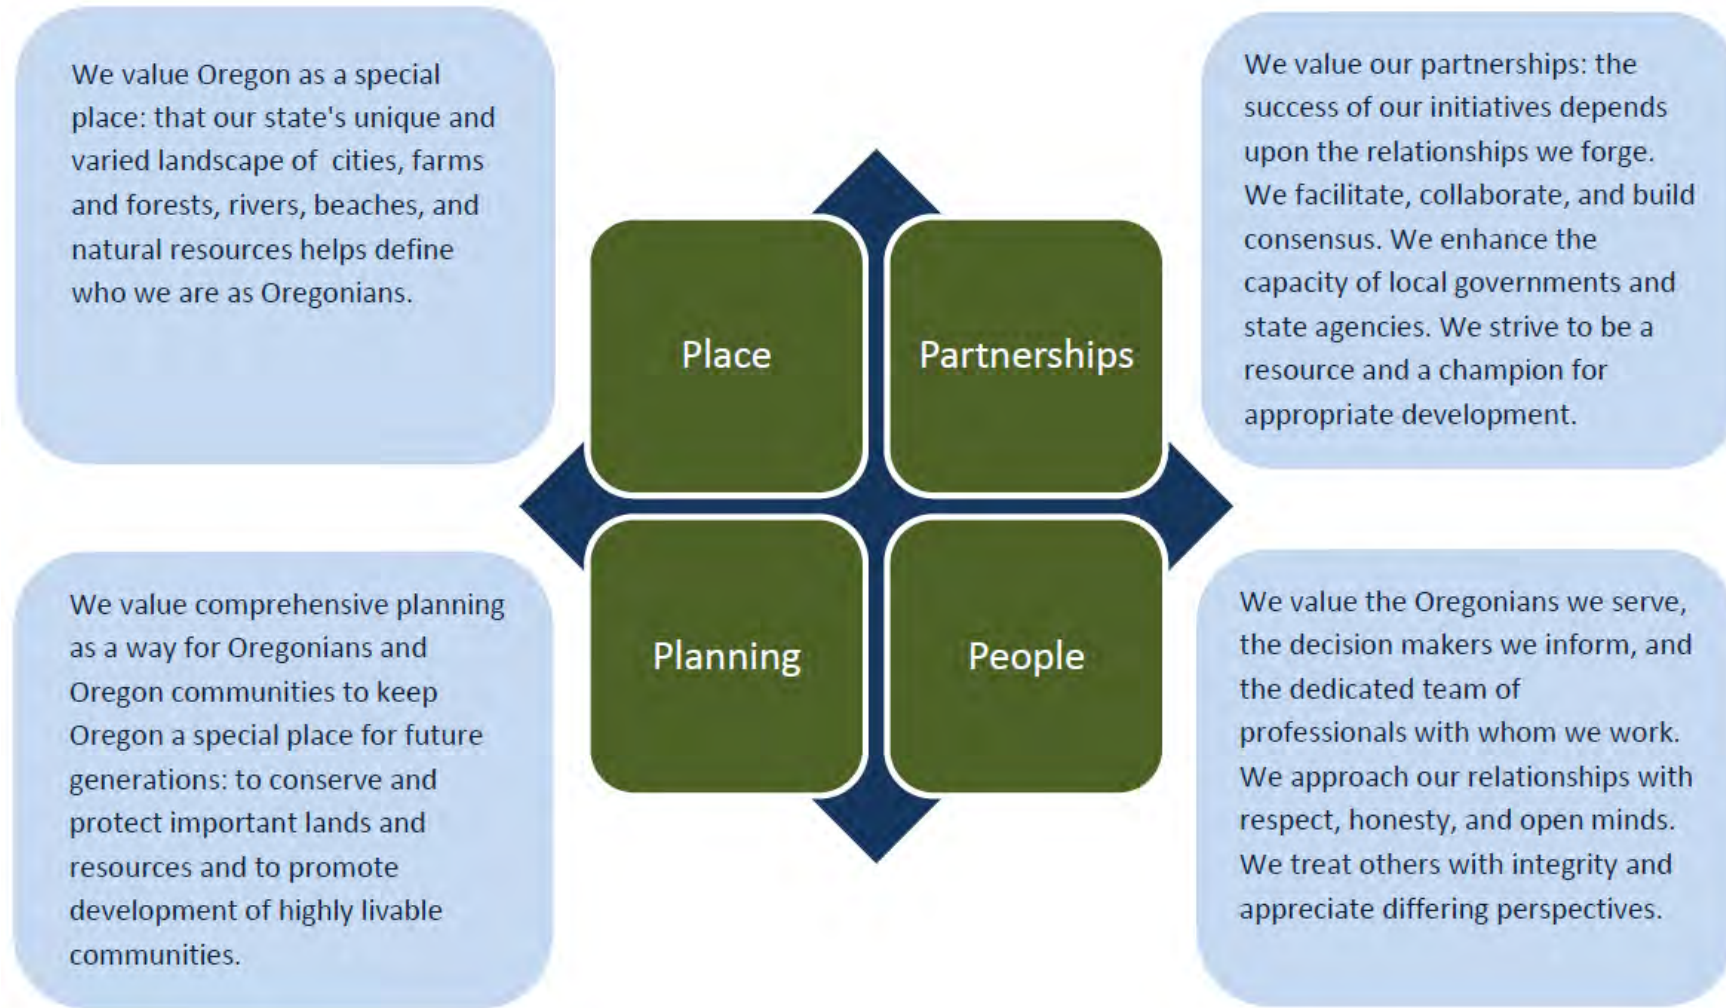 We value Oregon as a special
place: that our state's unique and
varied landscape of cities, farms
and forests, rivers, beaches, and
natural resources helps define
who we are as Oregonians.
We value our partnerships: the
success of our initiatives depends
upon the relationships we forge.
We facilitate, collaborate, and build
consensus. We enhance the
capacity of local governments and
state agencies. We strive to be a
resource and a champion for
appropriate development.
Place
Partnerships
Planning
People
We value comprehensive planning
as a way for Oregonians and
Oregon communities to keep
Oregon a special place for future
generations: to conserve and
protect important lands and
resources and to promote
development of highly livable
communities.
We value the Oregonians we serve,
the decision makers we inform, and
the dedicated team of
professionals with whom we work.
We approach our relationships with
respect, honesty, and open minds.
We treat others with integrity and
appreciate differing perspectives.